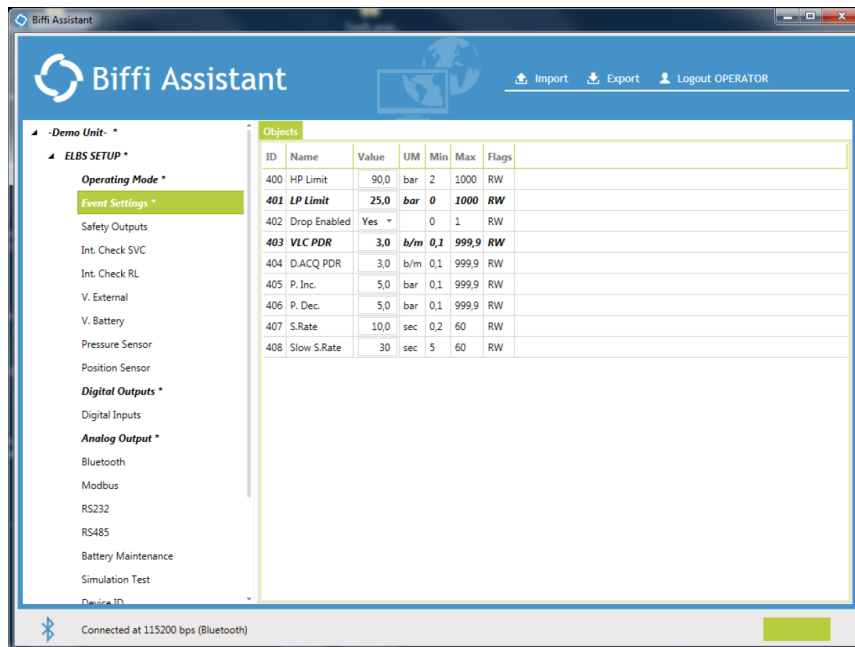 Biffi Assistant
Biffi Assistant
Import Export Logout OPERATOR
-Demo Unit- *
ELBS SETUP *
Operating Mode *
Event Settings *
Safety Outputs
Int. Check SVC
Int. Check RL
V. External
V. Battery
Pressure Sensor
Position Sensor
Digital Outputs *
Digital Inputs
Analog Output *
Bluetooth
Modbus
RS232
RS485
Battery Maintenance
Simulation Test
Device ID
Objects
ID Name Value UM Min Max Flags
400 HP Limit 90,0 bar 2 1000 RW
401 LP Limit 25,0 bar 0 1000 RW
402 Drop Enabled Yes 0 1 RW
403 VLC PDR 3,0 b/m 0,1 999,9 RW
404 D.ACQ PDR 3,0 b/m 0,1 999,9 RW
405 P. Inc. 5,0 bar 0,1 999,9 RW
406 P. Dec. 5,0 bar 0,1 999,9 RW
407 S.Rate 10,0 sec 0,2 60 RW
408 Slow S.Rate 30 sec 5 60 RW
Connected at 115200 bps (Bluetooth)